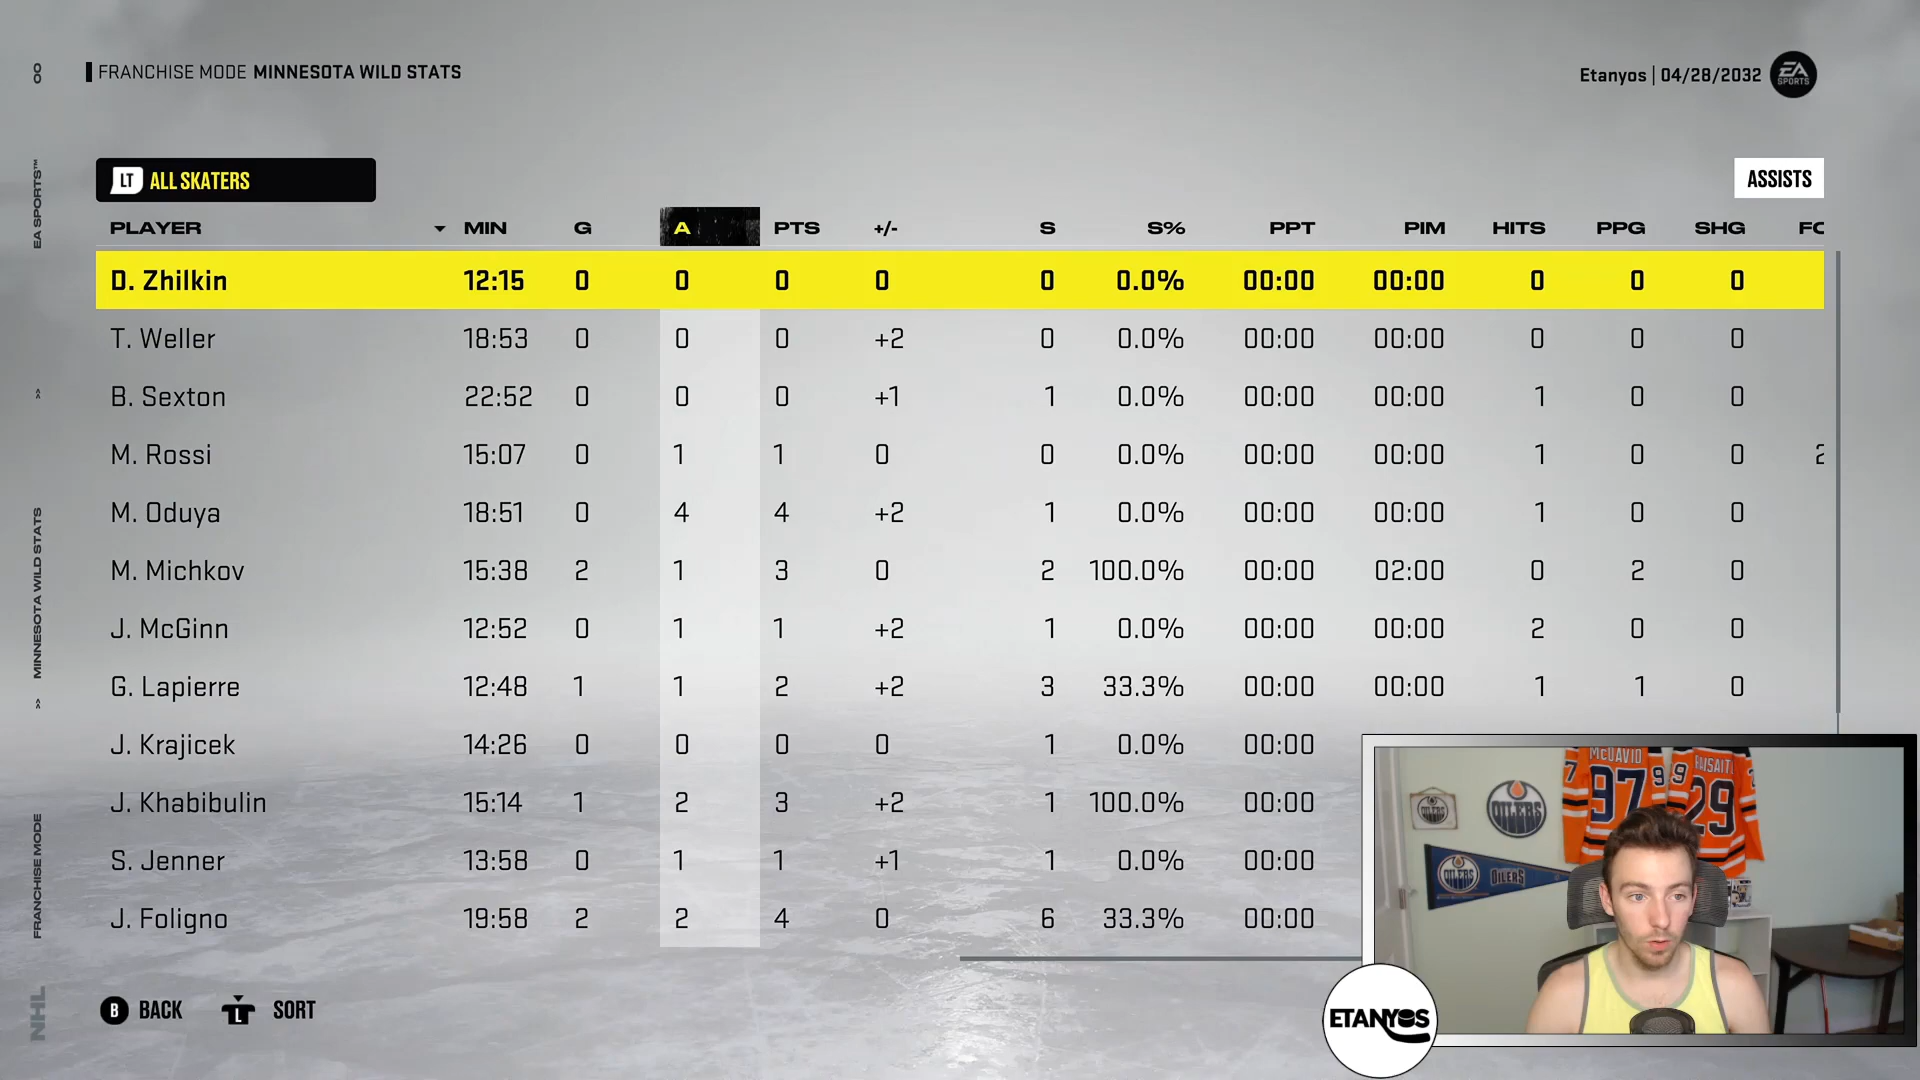 FRANCHISE MODE MINNESOTA WILD STATS
Etanyos | 04/28/2032
EA SPORTS
LT ALL SKATERS
ASSISTS
PLAYER MIN G A PTS +/- S S% PPT PIM HITS PPG SHG FO
D. Zhilkin 12:15 0 0 0 0 0 0.0% 00:00 00:00 0 0 0
T. Weller 18:53 0 0 0 +2 0 0.0% 00:00 00:00 0 0 0
B. Sexton 22:52 0 0 0 +1 1 0.0% 00:00 00:00 1 0 0
M. Rossi 15:07 0 1 1 0 0 0.0% 00:00 00:00 1 0 0 2
M. Oduya 18:51 0 4 4 +2 1 0.0% 00:00 00:00 1 0 0
M. Michkov 15:38 2 1 3 0 2 100.0% 00:00 02:00 0 2 0
J. McGinn 12:52 0 1 1 +2 1 0.0% 00:00 00:00 2 0 0
G. Lapierre 12:48 1 1 2 +2 3 33.3% 00:00 00:00 1 1 0
J. Krajicek 14:26 0 0 0 0 1 0.0% 00:00
J. Khabibulin 15:14 1 2 3 +2 1 100.0% 00:00
S. Jenner 13:58 0 1 1 +1 1 0.0% 00:00
J. Foligno 19:58 2 2 4 0 6 33.3% 00:00
B BACK L SORT
ETANYOS
McDAVID
97
29
OILERS
OILERS
OILERS
EA SPORTS™
MINNESOTA WILD STATS
FRANCHISE MODE
NHL